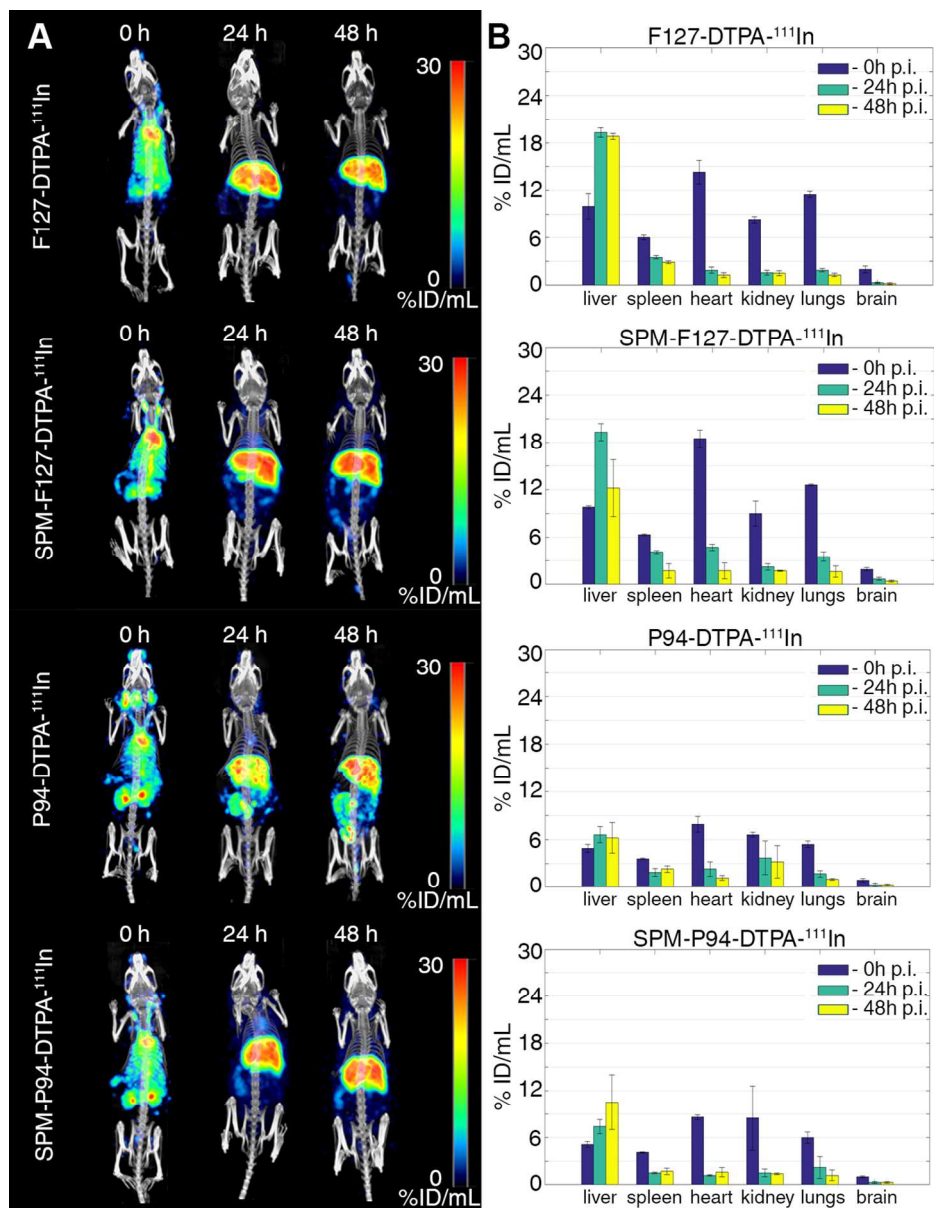 A
0 h 24 h 48 h
F127-DTPA-¹¹¹In
30
0
%ID/mL
0 h 24 h 48 h
SPM-F127-DTPA-¹¹¹In
30
0
%ID/mL
0 h 24 h 48 h
P94-DTPA-¹¹¹In
30
0
%ID/mL
0 h 24 h 48 h
SPM-P94-DTPA-¹¹¹In
30
0
%ID/mL
B
F127-DTPA-¹¹¹In
% ID/mL
30
24
18
12
6
0
- 0h p.i.
- 24h p.i.
- 48h p.i.
liver spleen heart kidney lungs brain
SPM-F127-DTPA-¹¹¹In
% ID/mL
30
24
18
12
6
0
- 0h p.i.
- 24h p.i.
- 48h p.i.
liver spleen heart kidney lungs brain
P94-DTPA-¹¹¹In
% ID/mL
30
24
18
12
6
0
- 0h p.i.
- 24h p.i.
- 48h p.i.
liver spleen heart kidney lungs brain
SPM-P94-DTPA-¹¹¹In
% ID/mL
30
24
18
12
6
0
- 0h p.i.
- 24h p.i.
- 48h p.i.
liver spleen heart kidney lungs brain